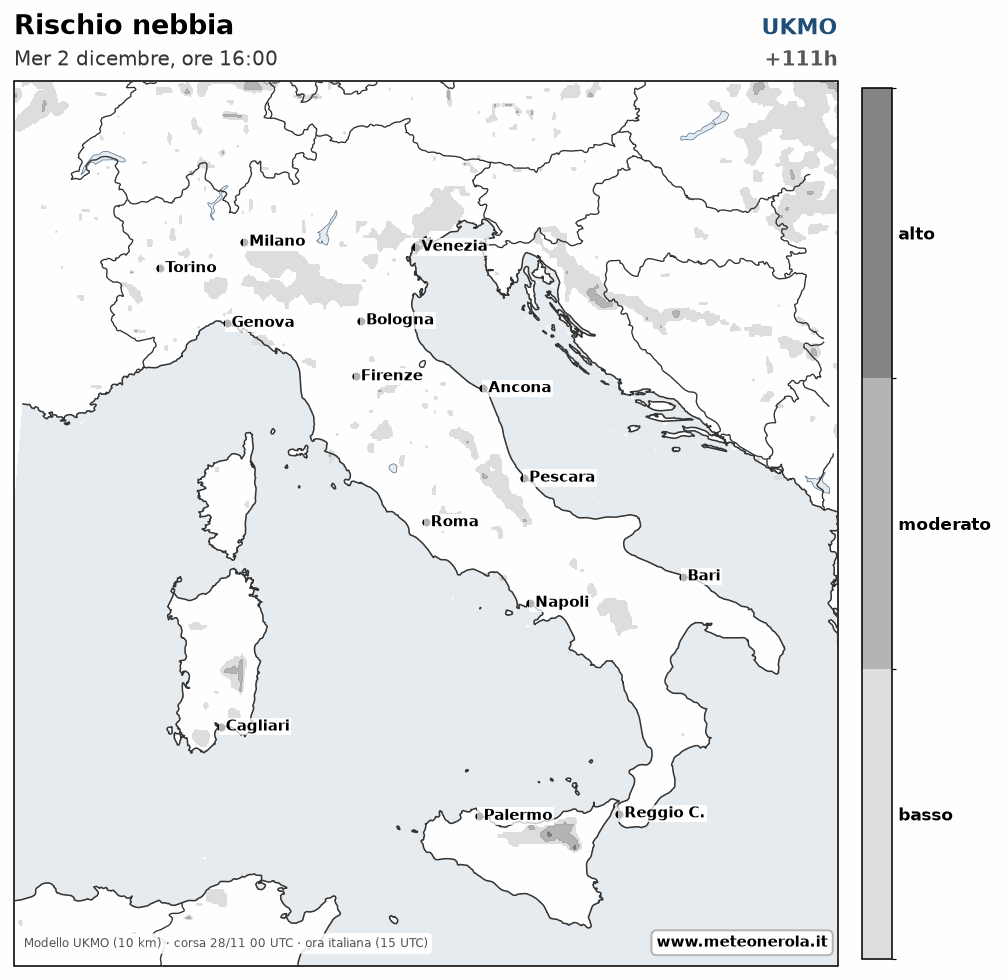 Rischio nebbia
UKMO
Mer 2 dicembre, ore 16:00
+111h
alto
moderato
basso
Milano
Venezia
Torino
Genova
Bologna
Firenze
Ancona
Pescara
Roma
Bari
Napoli
Cagliari
Palermo
Reggio C.
Modello UKMO (10 km) · corsa 28/11 00 UTC · ora italiana (15 UTC)
www.meteonerola.it